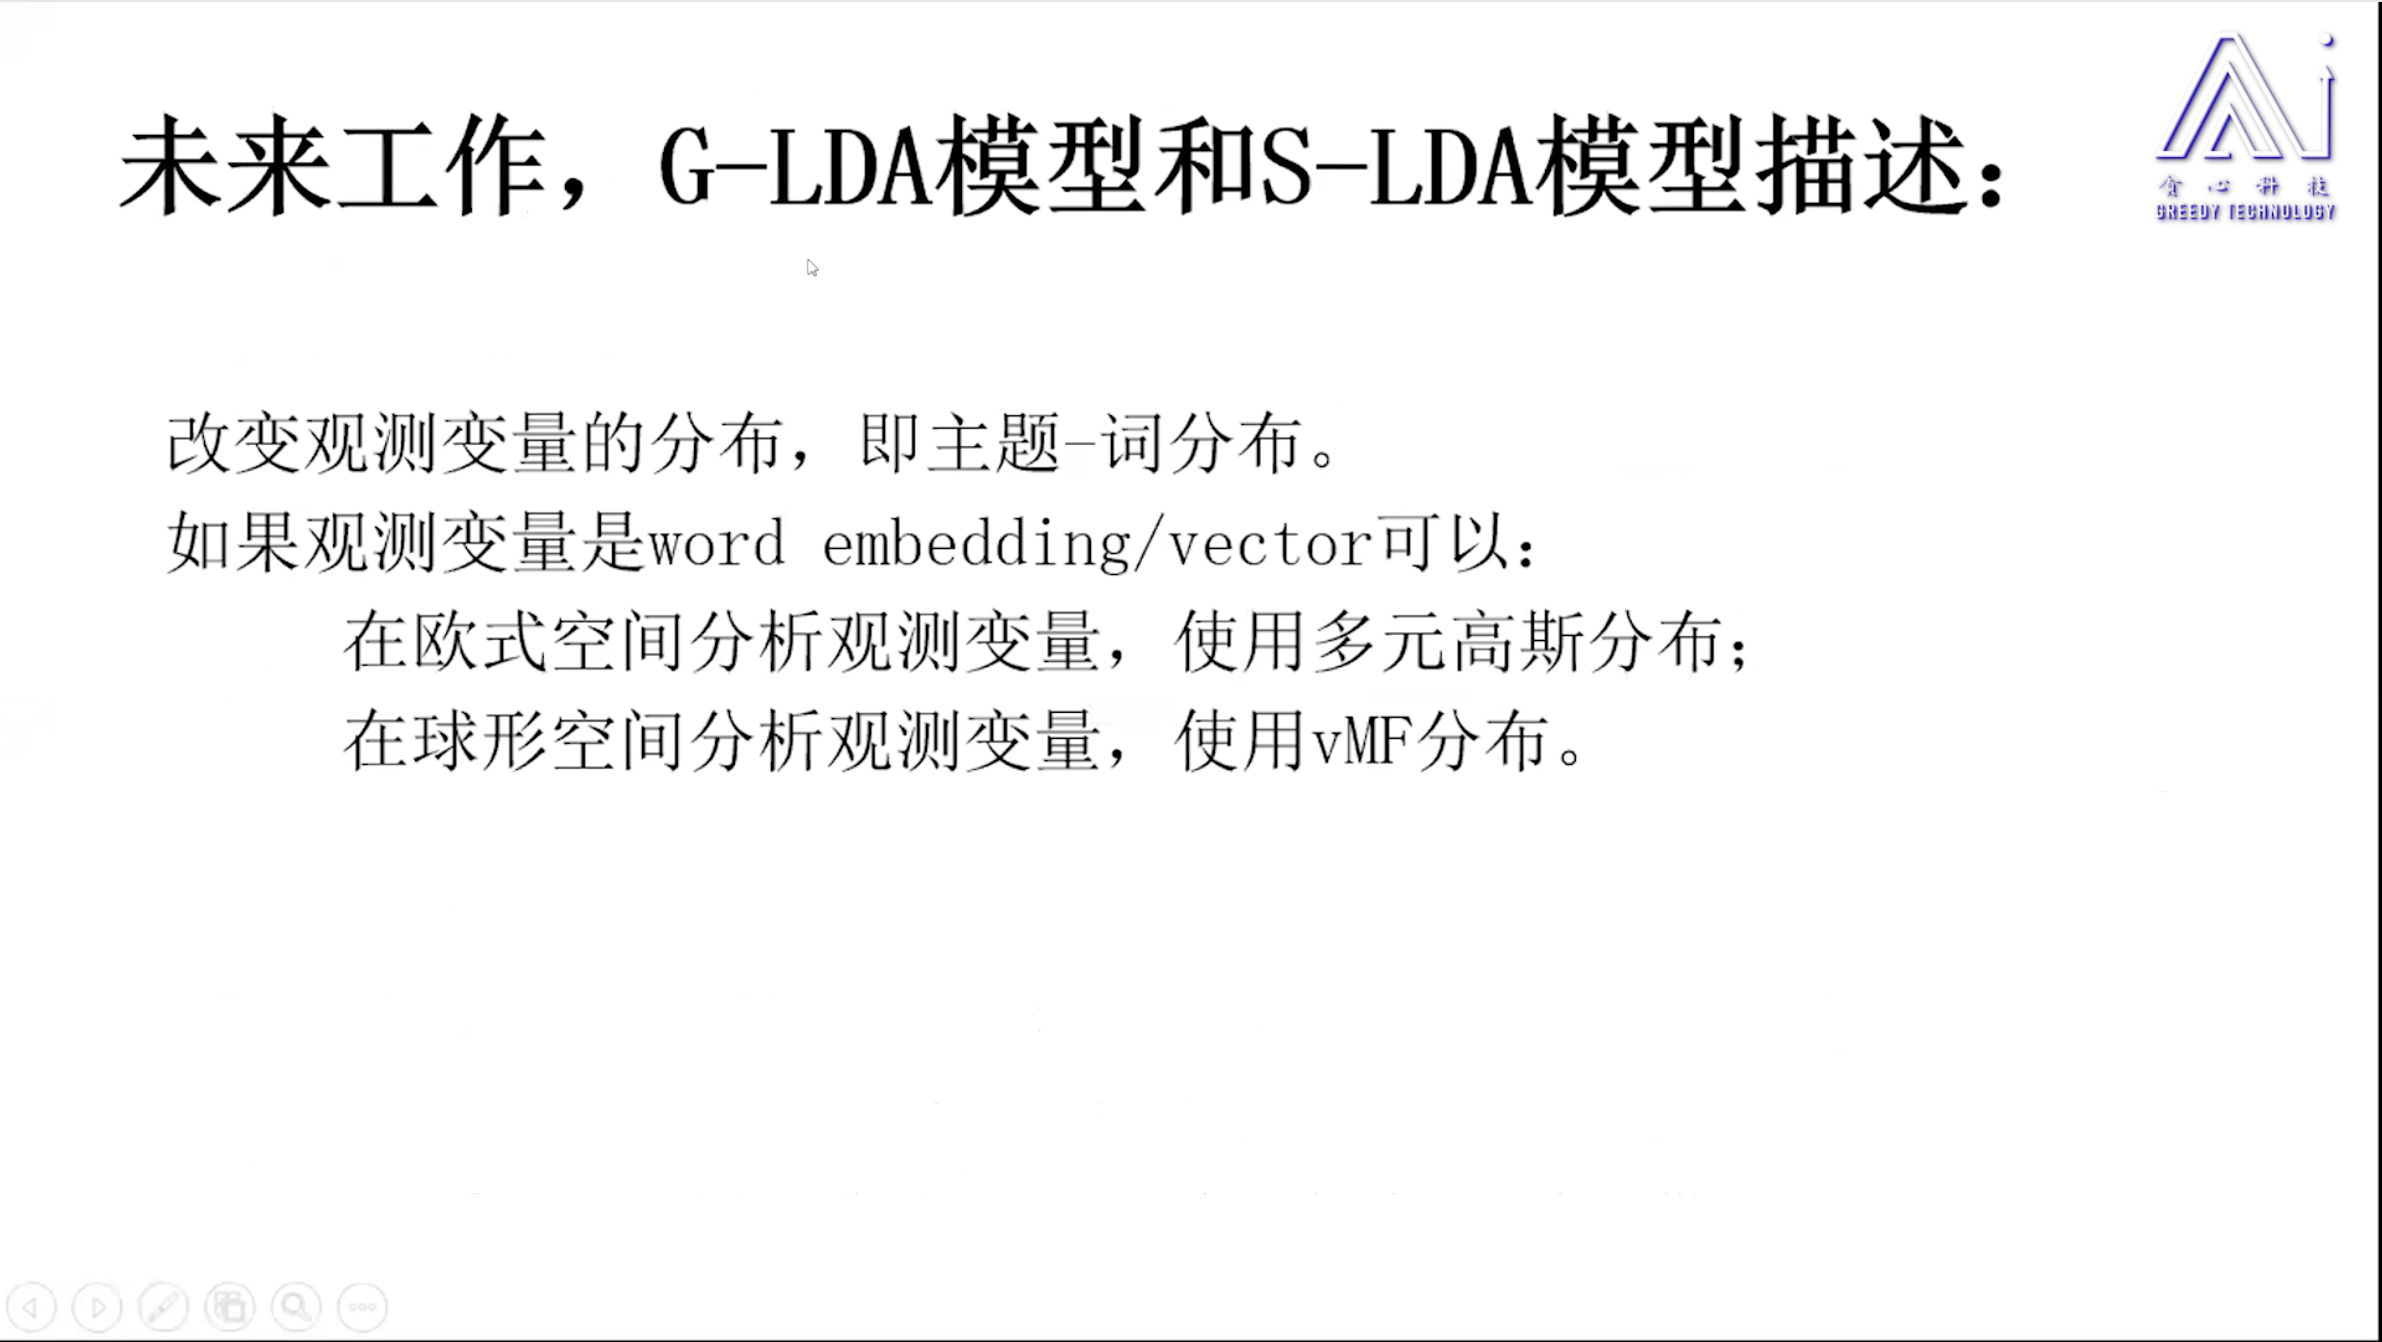 未来工作，G-LDA模型和S-LDA模型描述：
贪心科技
GREEDY TECHNOLOGY
改变观测变量的分布，即主题-词分布。
如果观测变量是word embedding/vector可以：
在欧式空间分析观测变量，使用多元高斯分布；
在球形空间分析观测变量，使用vMF分布。